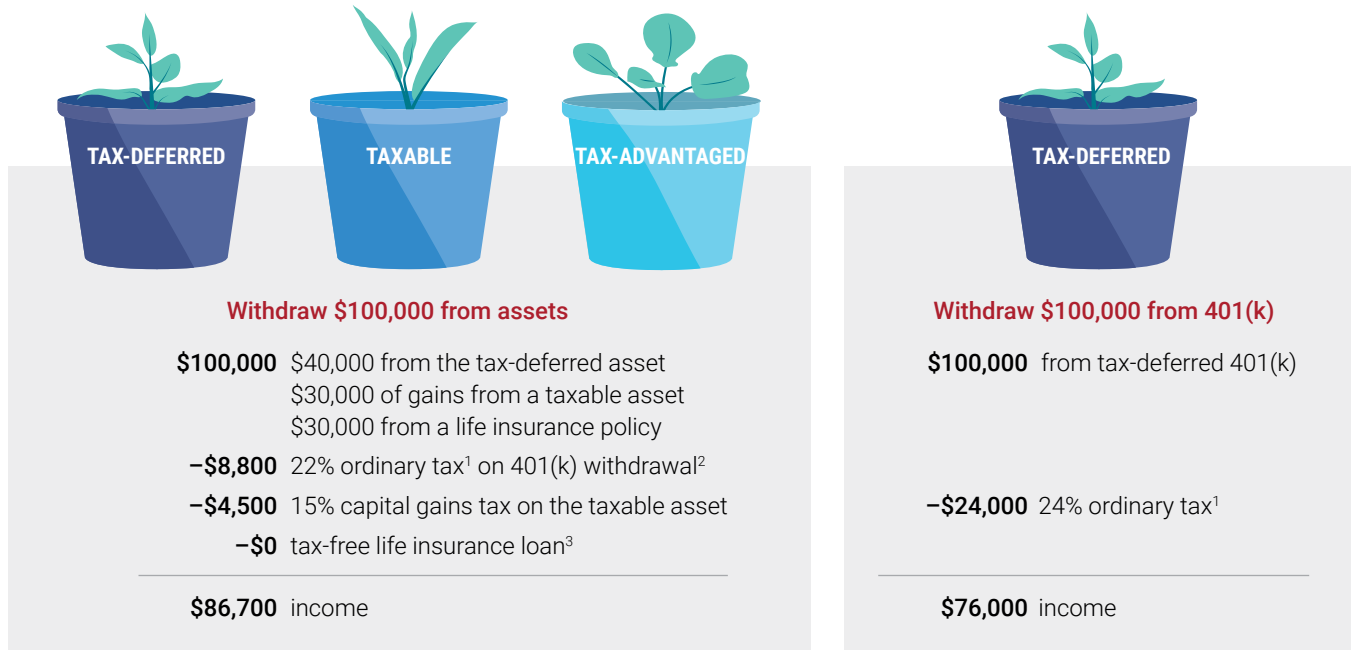 TAX-DEFERRED
TAXABLE
TAX-ADVANTAGED
Withdraw $100,000 from assets
$100,000 $40,000 from the tax-deferred asset
$30,000 of gains from a taxable asset
$30,000 from a life insurance policy
–$8,800 22% ordinary tax¹ on 401(k) withdrawal²
–$4,500 15% capital gains tax on the taxable asset
–$0 tax-free life insurance loan³
$86,700 income
TAX-DEFERRED
Withdraw $100,000 from 401(k)
$100,000 from tax-deferred 401(k)
–$24,000 24% ordinary tax¹
$76,000 income